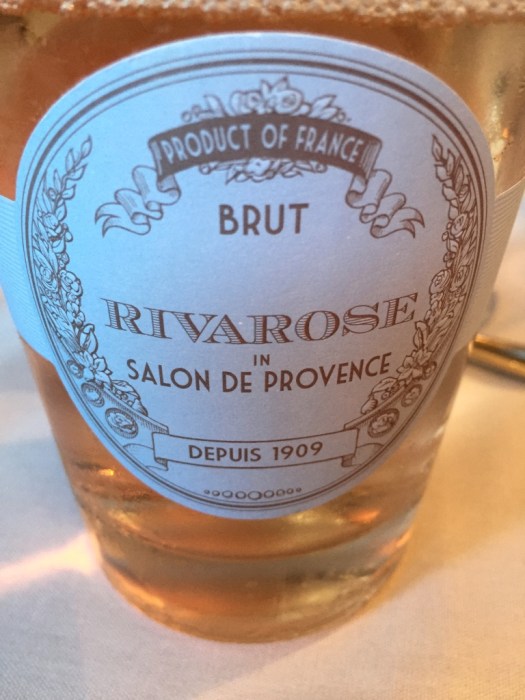 PRODUCT OF FRANCE
BRUT
RIVAROSE
IN
SALON DE PROVENCE
DEPUIS 1909